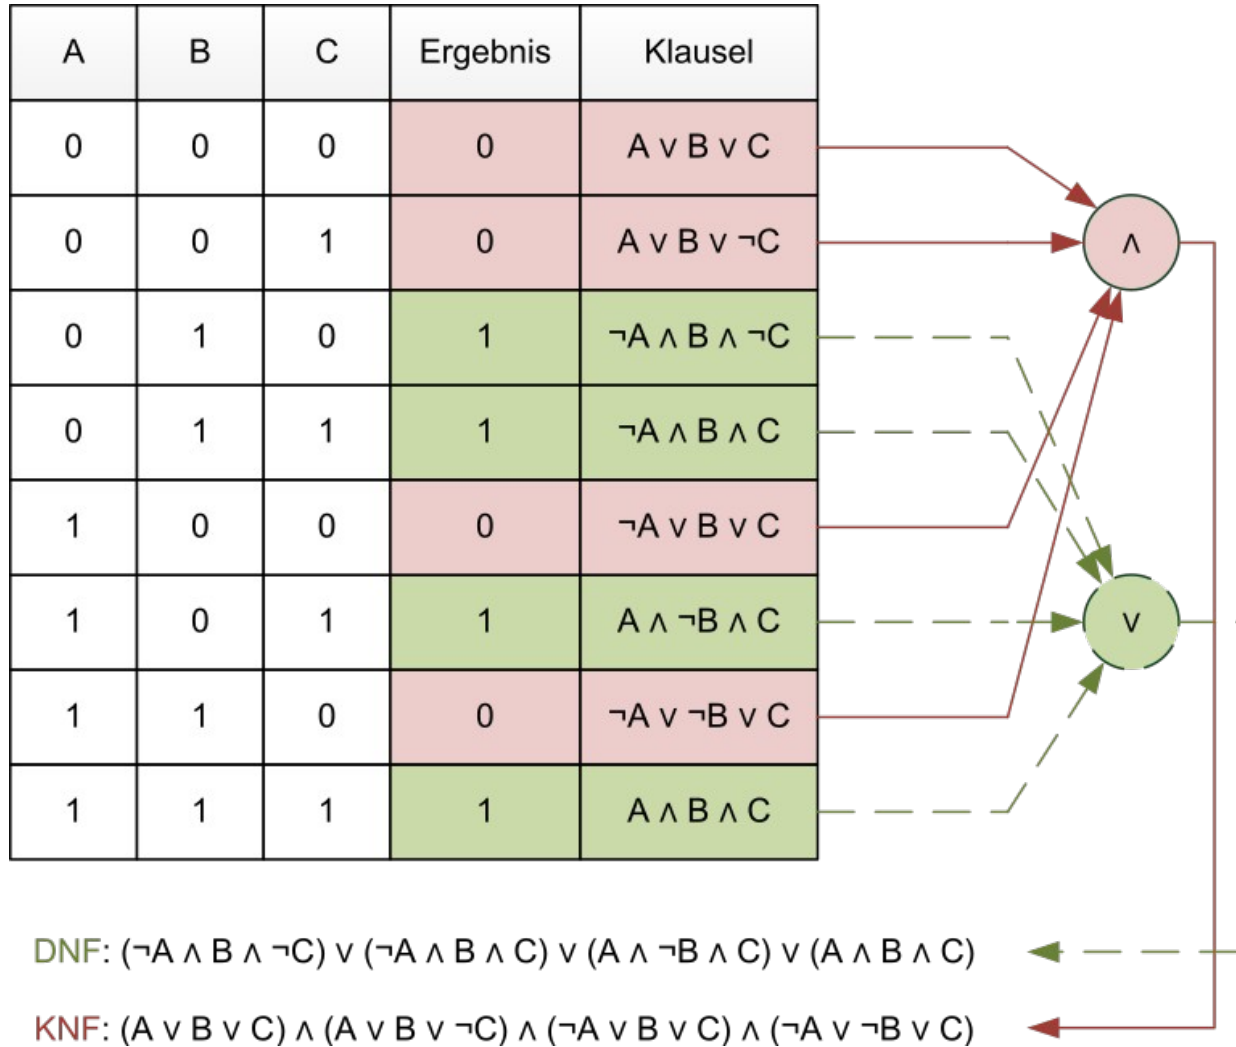 A B C Ergebnis Klausel
0 0 0 0 A ∨ B ∨ C
0 0 1 0 A ∨ B ∨ ¬C
∧
0 1 0 1 ¬A ∧ B ∧ ¬C
0 1 1 1 ¬A ∧ B ∧ C
1 0 0 0 ¬A ∨ B ∨ C
1 0 1 1 A ∧ ¬B ∧ C
∨
1 1 0 0 ¬A ∨ ¬B ∨ C
1 1 1 1 A ∧ B ∧ C
DNF: (¬A ∧ B ∧ ¬C) ∨ (¬A ∧ B ∧ C) ∨ (A ∧ ¬B ∧ C) ∨ (A ∧ B ∧ C)
KNF: (A ∨ B ∨ C) ∧ (A ∨ B ∨ ¬C) ∧ (¬A ∨ B ∨ C) ∧ (¬A ∨ ¬B ∨ C)